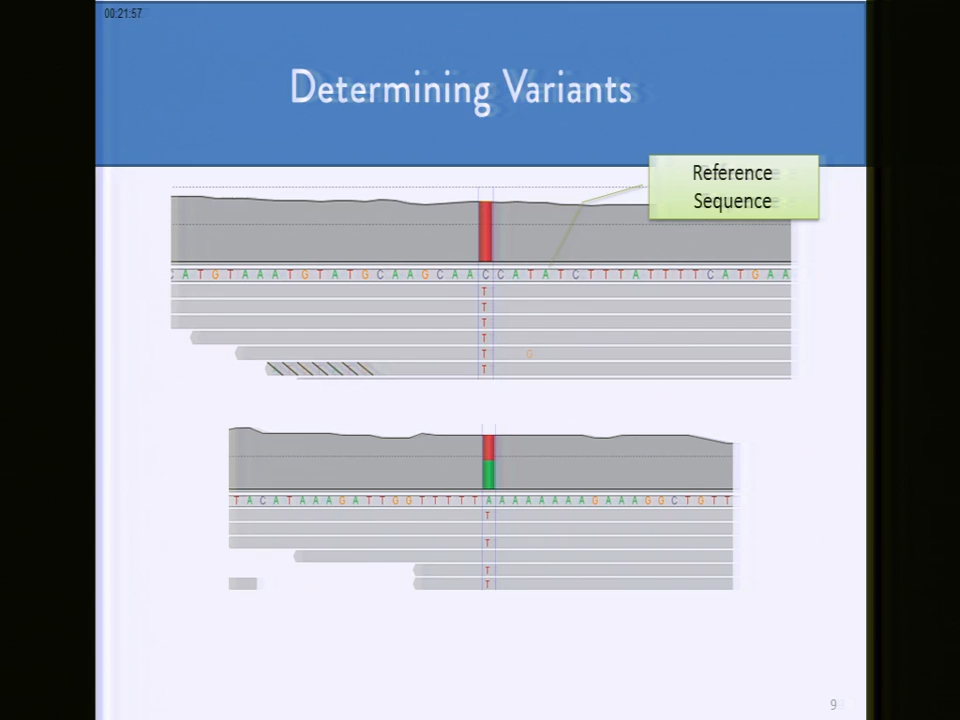 00:21:57
Determining Variants
Reference
Sequence
C A T G T A A A T G T A T G C A A G C A A C C A T A T C T T T A T T T T C A T G A A
T
T
T
T
T G
T
T A C A T A A A G A T T G G T T T T T A A A A A A A A G A A A G G C T G T T
T
T
T
T
9